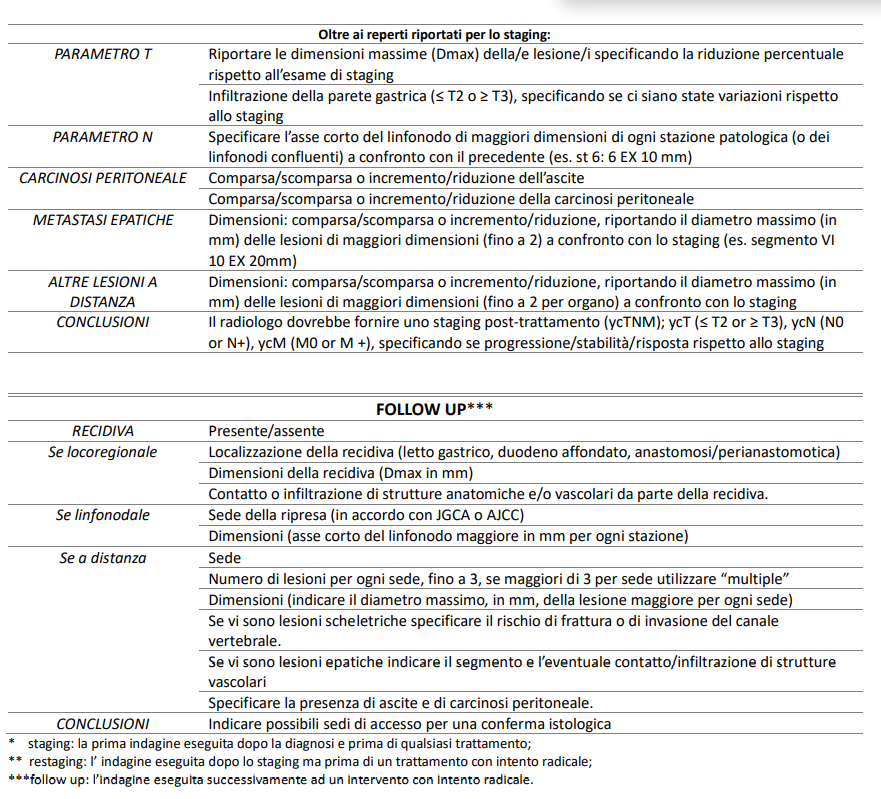 Oltre ai reperti riportati per lo staging:
PARAMETRO T
Riportare le dimensioni massime (Dmax) della/e lesione/i specificando la riduzione percentuale
rispetto all’esame di staging
Infiltrazione della parete gastrica (≤ T2 o ≥ T3), specificando se ci siano state variazioni rispetto
allo staging
PARAMETRO N
Specificare l’asse corto del linfonodo di maggiori dimensioni di ogni stazione patologica (o dei
linfonodi confluenti) a confronto con il precedente (es. st 6: 6 EX 10 mm)
CARCINOSI PERITONEALE
Comparsa/scomparsa o incremento/riduzione dell’ascite
Comparsa/scomparsa o incremento/riduzione della carcinosi peritoneale
METASTASI EPATICHE
Dimensioni: comparsa/scomparsa o incremento/riduzione, riportando il diametro massimo (in
mm) delle lesioni di maggiori dimensioni (fino a 2) a confronto con lo staging (es. segmento VI
10 EX 20mm)
ALTRE LESIONI A
DISTANZA
Dimensioni: comparsa/scomparsa o incremento/riduzione, riportando il diametro massimo (in
mm) delle lesioni di maggiori dimensioni (fino a 2 per organo) a confronto con lo staging
CONCLUSIONI
Il radiologo dovrebbe fornire uno staging post-trattamento (ycTNM); ycT (≤ T2 or ≥ T3), ycN (N0
or N+), ycM (M0 or M +), specificando se progressione/stabilità/risposta rispetto allo staging
FOLLOW UP***
RECIDIVA
Presente/assente
Se locoregionale
Localizzazione della recidiva (letto gastrico, duodeno affondato, anastomosi/perianastomotica)
Dimensioni della recidiva (Dmax in mm)
Contatto o infiltrazione di strutture anatomiche e/o vascolari da parte della recidiva.
Se linfonodale
Sede della ripresa (in accordo con JGCA o AJCC)
Dimensioni (asse corto del linfonodo maggiore in mm per ogni stazione)
Se a distanza
Sede
Numero di lesioni per ogni sede, fino a 3, se maggiori di 3 per sede utilizzare “multiple”
Dimensioni (indicare il diametro massimo, in mm, della lesione maggiore per ogni sede)
Se vi sono lesioni scheletriche specificare il rischio di frattura o di invasione del canale
vertebrale.
Se vi sono lesioni epatiche indicare il segmento e l’eventuale contatto/infiltrazione di strutture
vascolari
Specificare la presenza di ascite e di carcinosi peritoneale.
CONCLUSIONI
Indicare possibili sedi di accesso per una conferma istologica
* staging: la prima indagine eseguita dopo la diagnosi e prima di qualsiasi trattamento;
** restaging: l’ indagine eseguita dopo lo staging ma prima di un trattamento con intento radicale;
***follow up: l’indagine eseguita successivamente ad un intervento con intento radicale.